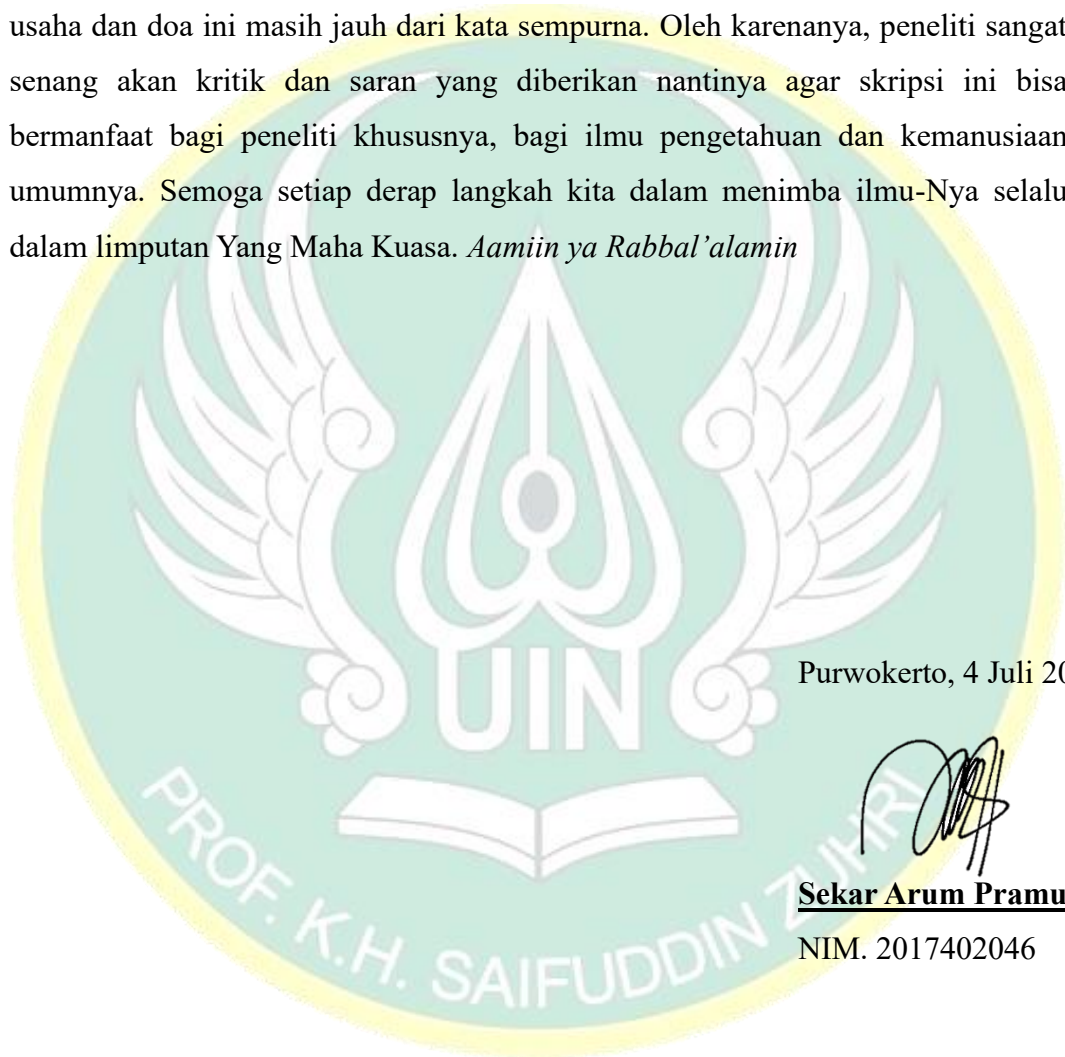 usaha dan doa ini masih jauh dari kata sempurna. Oleh karenanya, peneliti sangat
senang akan kritik dan saran yang diberikan nantinya agar skripsi ini bisa
bermanfaat bagi peneliti khususnya, bagi ilmu pengetahuan dan kemanusiaan
umumnya. Semoga setiap derap langkah kita dalam menimba ilmu-Nya selalu
dalam limputan Yang Maha Kuasa. Aamiin ya Rabbal’alamin
UIN
PROF. K.H. SAIFUDDIN ZUHRI
Purwokerto, 4 Juli 20
Sekar Arum Pramu
NIM. 2017402046